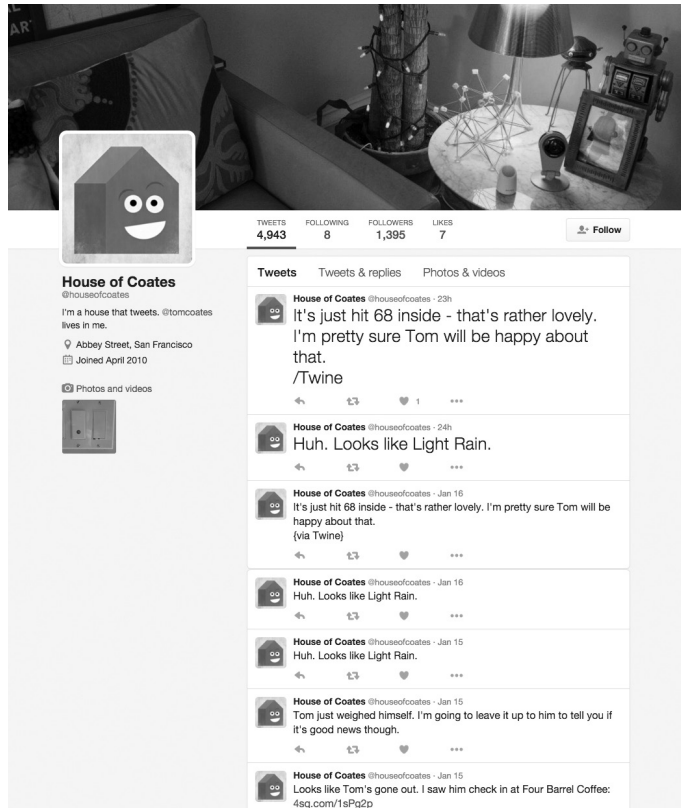 AR
TWEETS FOLLOWING FOLLOWERS LIKES
4,943 8 1,395 7
Follow
House of Coates
@houseofcoates
I'm a house that tweets. @tomcoates
lives in me.
Abbey Street, San Francisco
Joined April 2010
Photos and videos
Tweets Tweets & replies Photos & videos
House of Coates @houseofcoates · 23h
It's just hit 68 inside - that's rather lovely.
I'm pretty sure Tom will be happy about
that.
/Twine
1
House of Coates @houseofcoates · 24h
Huh. Looks like Light Rain.
House of Coates @houseofcoates · Jan 16
It's just hit 68 inside - that's rather lovely. I'm pretty sure Tom will be
happy about that.
{via Twine}
House of Coates @houseofcoates · Jan 16
Huh. Looks like Light Rain.
House of Coates @houseofcoates · Jan 15
Huh. Looks like Light Rain.
House of Coates @houseofcoates · Jan 15
Tom just weighed himself. I'm going to leave it up to him to tell you if
it's good news though.
House of Coates @houseofcoates · Jan 15
Looks like Tom's gone out. I saw him check in at Four Barrel Coffee:
4sq.com/1sPq2p